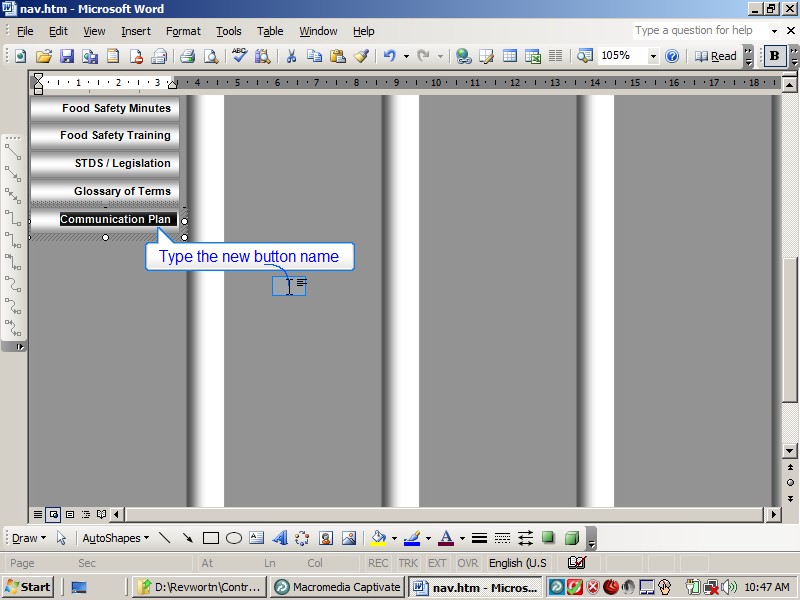 nav.htm - Microsoft Word
File Edit View Insert Format Tools Table Window Help
Type a question for help
ABC 105% Read B
1 2 3 4 5 6 7 8 9 10 11 12 13 14 15 16 17 18
Food Safety Minutes
Food Safety Training
STDS / Legislation
Glossary of Terms
Communication Plan
Type the new button name
Draw AutoShapes A A
Page Sec At Ln Col REC TRK EXT OVR English (U.S
Start D:\Revwortn\Contr... Macromedia Captivate nav.htm - Micros... 10:47 AM